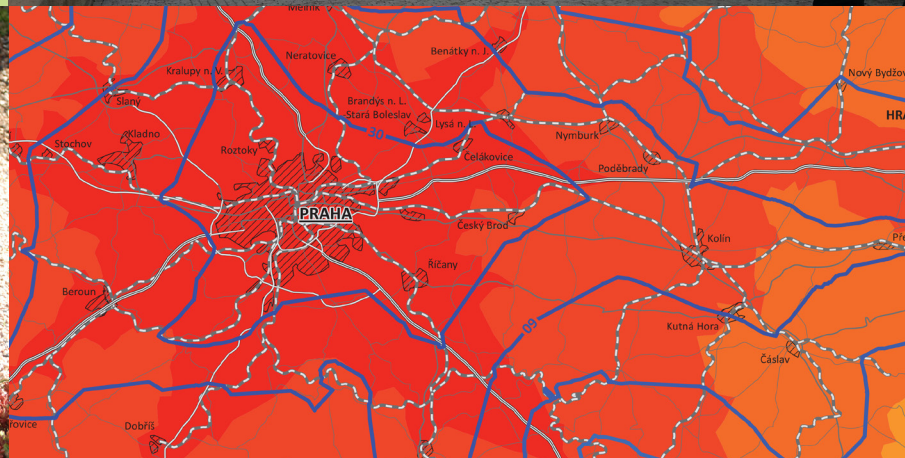 Mělník
Neratovice
Benátky n. J.
Kralupy n. V.
Nový Bydžov
Slaný
Brandýs n. L.
Stará Boleslav
HRA
30
Lysá n. L.
Kladno
Nymburk
Stochov
Roztoky
Čelákovice
Poděbrady
PRAHA
Český Brod
Kolín
Pře
Říčany
Beroun
60
Kutná Hora
Čáslav
Dobříš
rovice